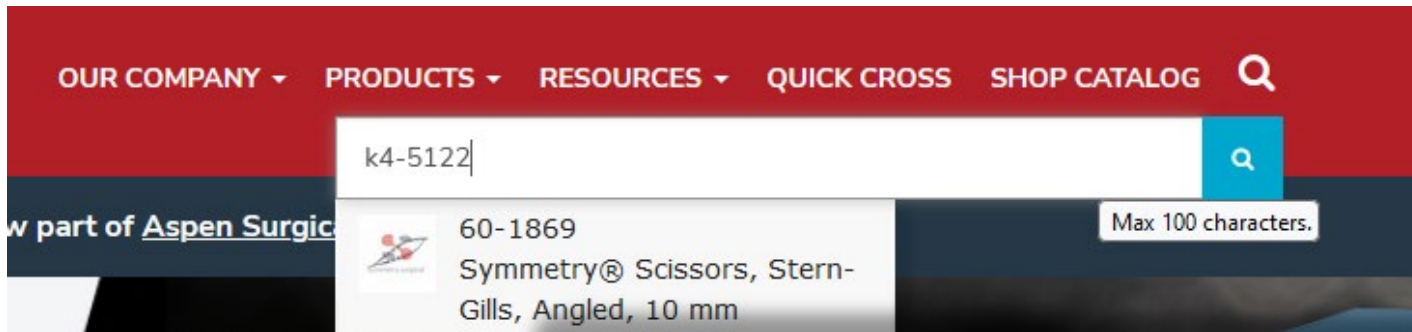 OUR COMPANY PRODUCTS RESOURCES QUICK CROSS SHOP CATALOG
k4-5122
w part of Aspen Surgic
Max 100 characters.
60-1869
Symmetry® Scissors, Stern-
Gills, Angled, 10 mm